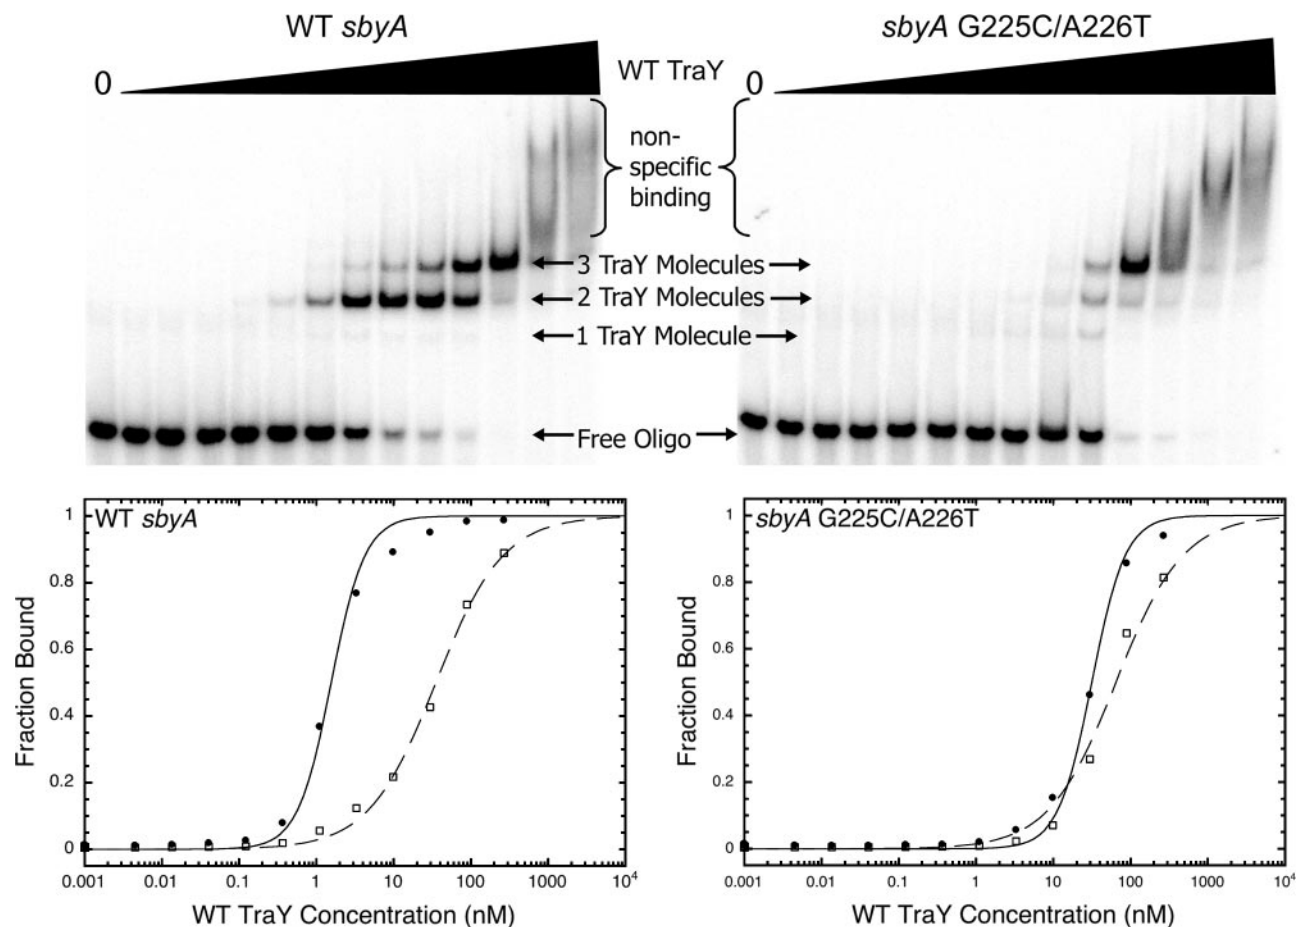 WT sbyA
sbyA G225C/A226T
0
WT TraY
0
non-
specific
binding
3 TraY Molecules
2 TraY Molecules
1 TraY Molecule
Free Oligo
WT sbyA
1
0.8
0.6
0.4
0.2
0
Fraction Bound
0.001 0.01 0.1 1 10 100 1000 10⁴
WT TraY Concentration (nM)
sbyA G225C/A226T
1
0.8
0.6
0.4
0.2
0
Fraction Bound
0.001 0.01 0.1 1 10 100 1000 10⁴
WT TraY Concentration (nM)